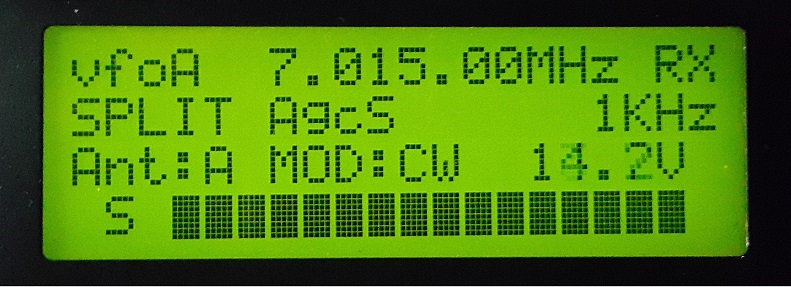 vfoA 7.015.00MHz RX
SPLIT AgcS 1KHz
Ant:A MOD:CW 14.2V
S